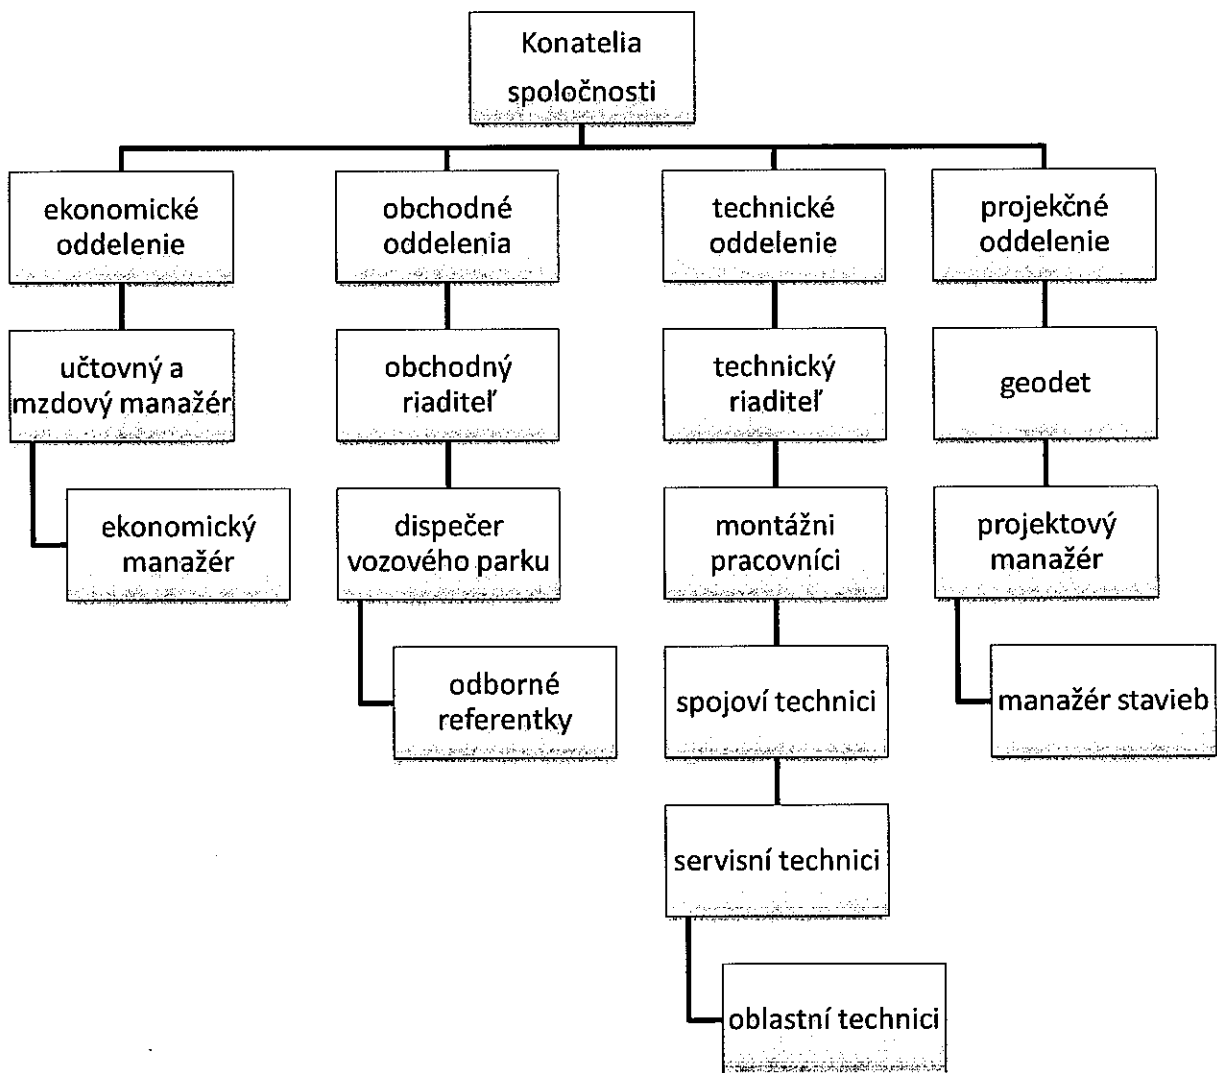 Konatelia
spoločnosti
ekonomické
oddelenie
obchodné
oddelenia
technické
oddelenie
projekčné
oddelenie
učtovný a
mzdový manažér
obchodný
riaditeľ
technický
riaditeľ
geodet
ekonomický
manažér
dispečer
vozového parku
montážni
pracovníci
projektový
manažér
odborné
referentky
spojoví technici
manažér stavieb
servisní technici
oblastní technici